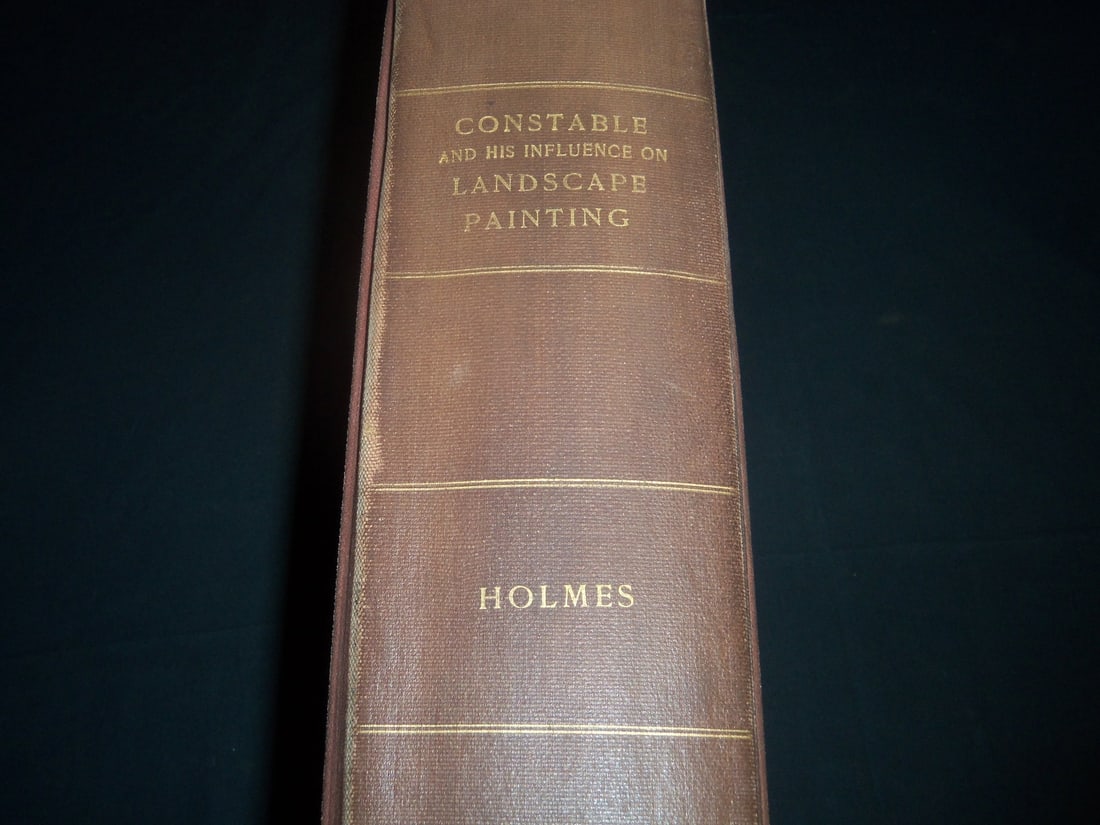 CONSTABLE
AND HIS INFLUENCE ON
LANDSCAPE
PAINTING
HOLMES